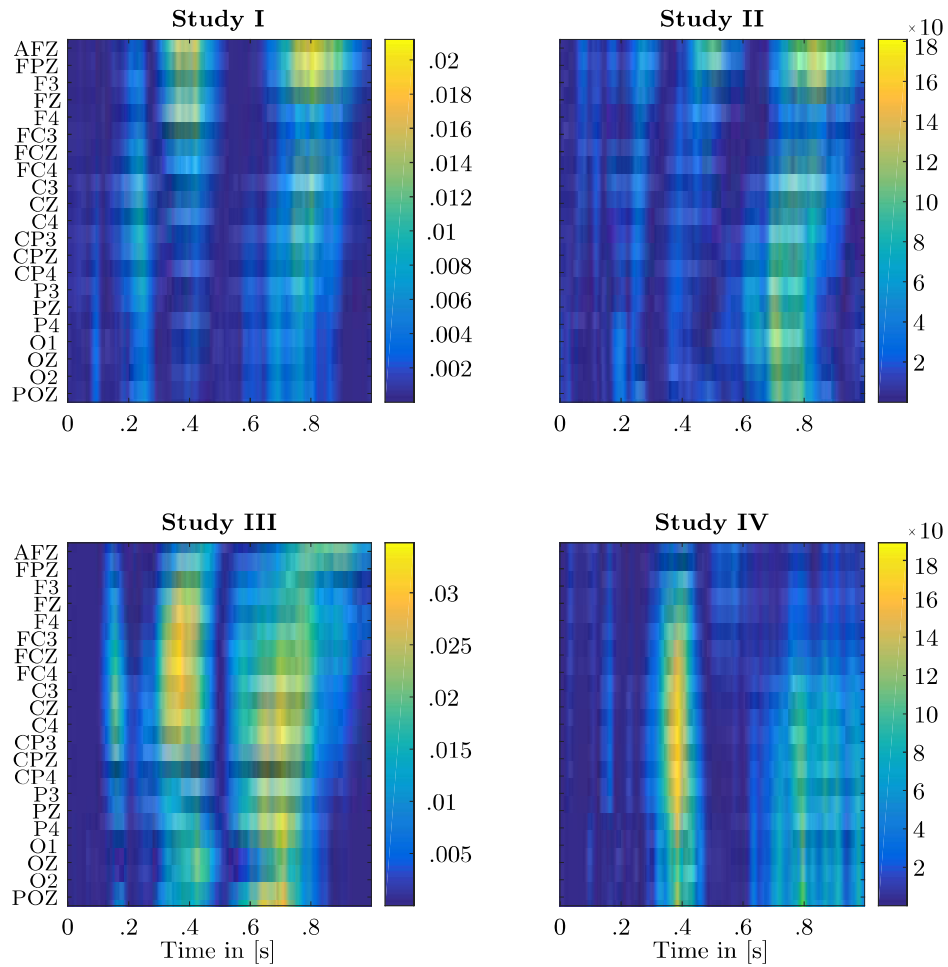 Study I
AFZ
FPZ
F3
FZ
F4
FC3
FCZ
FC4
C3
CZ
C4
CP3
CPZ
CP4
P3
PZ
P4
O1
OZ
O2
POZ
0 .2 .4 .6 .8
.02
.018
.016
.014
.012
.01
.008
.006
.004
.002
Study II
0 .2 .4 .6 .8
×10
18
16
14
12
10
8
6
4
2
Study III
AFZ
FPZ
F3
FZ
F4
FC3
FCZ
FC4
C3
CZ
C4
CP3
CPZ
CP4
P3
PZ
P4
O1
OZ
O2
POZ
0 .2 .4 .6 .8
Time in [s]
.03
.025
.02
.015
.01
.005
Study IV
0 .2 .4 .6 .8
Time in [s]
×10
18
16
14
12
10
8
6
4
2